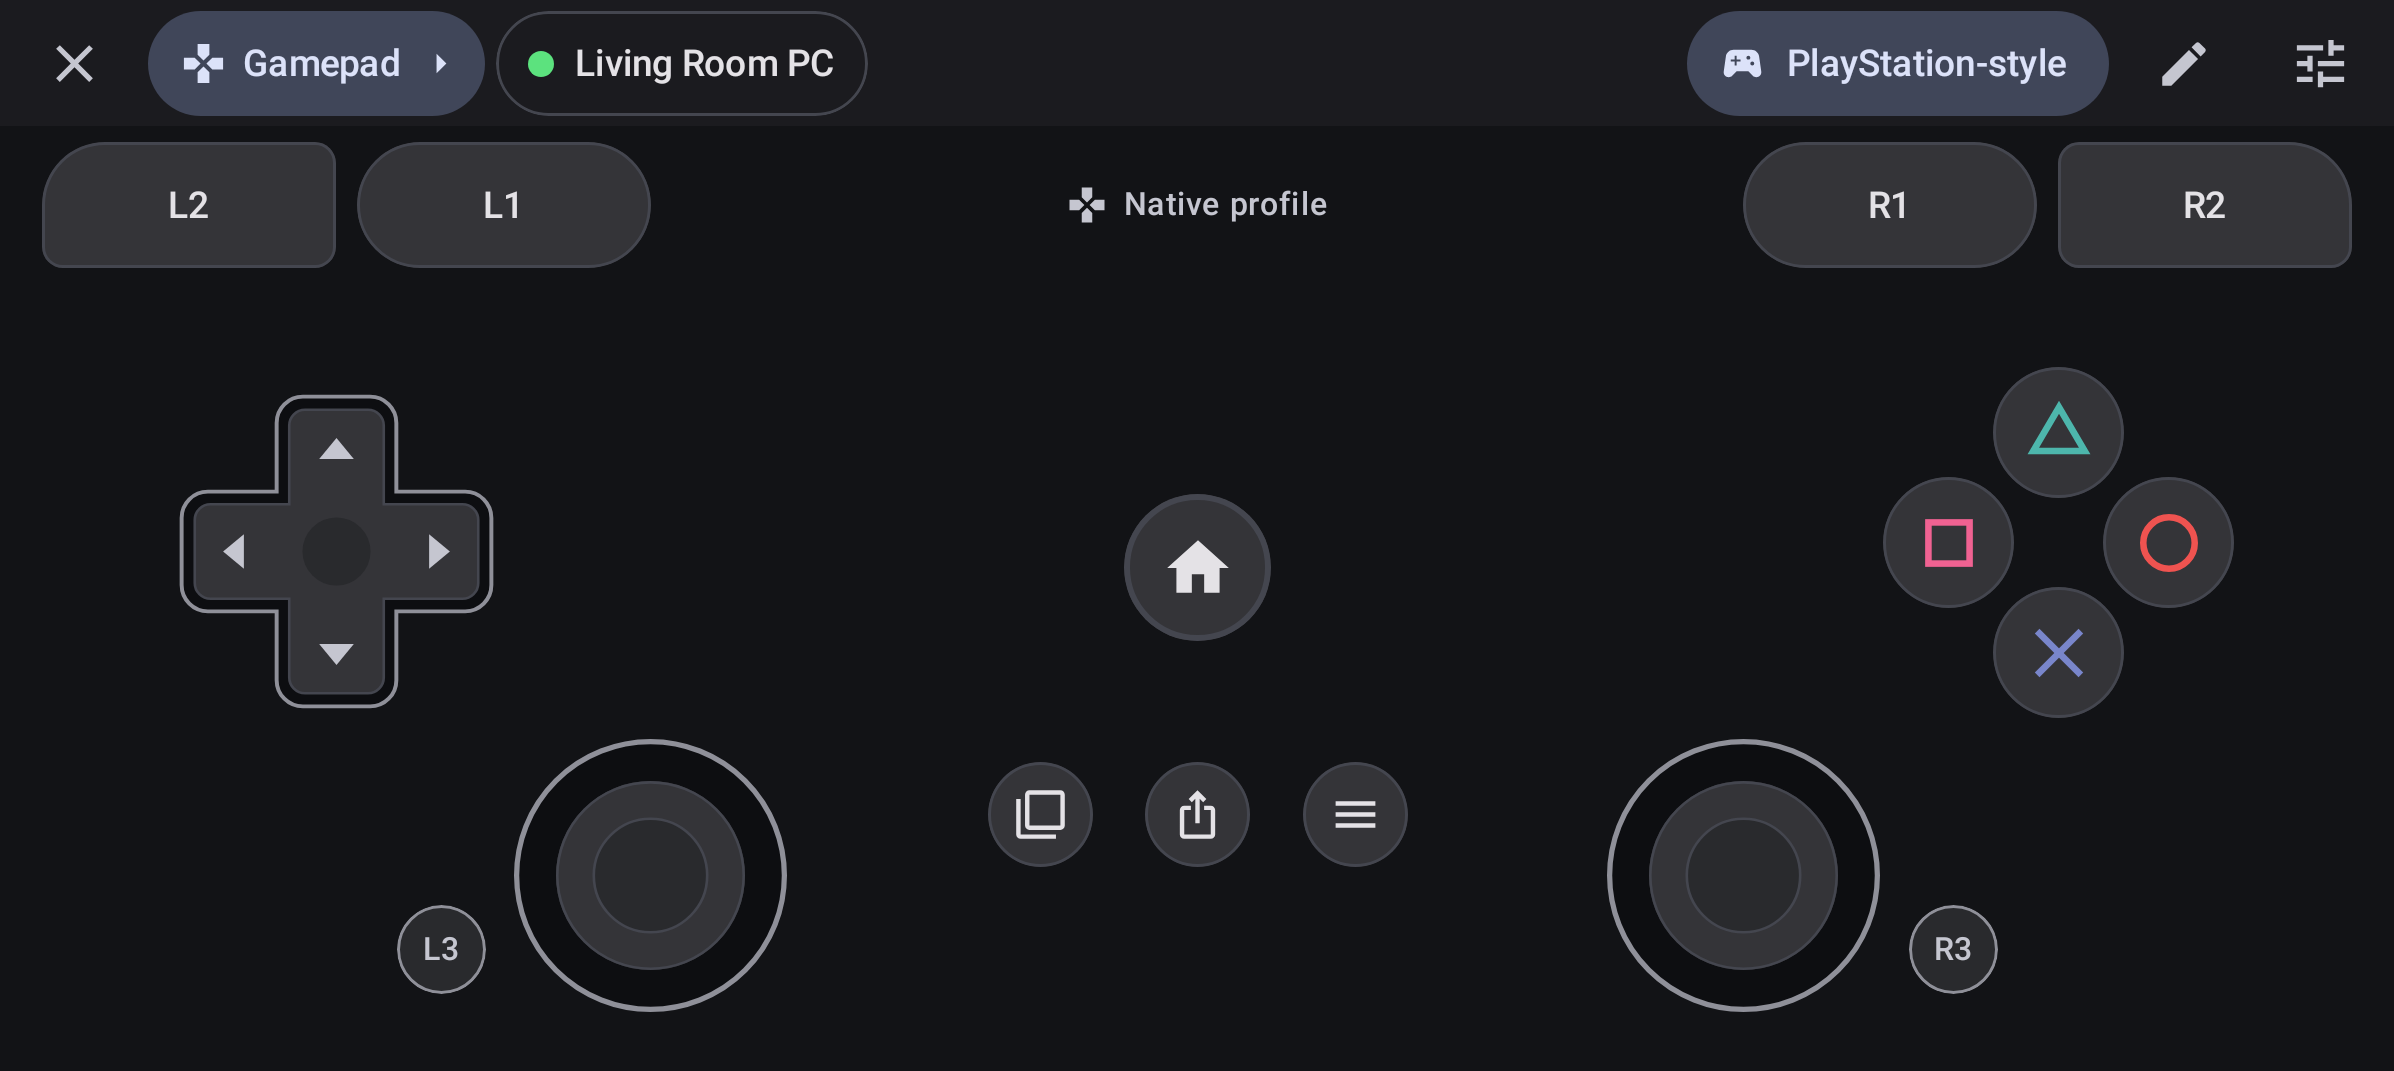 Gamepad
Living Room PC
PlayStation-style
L2
L1
Native profile
R1
R2
L3
R3